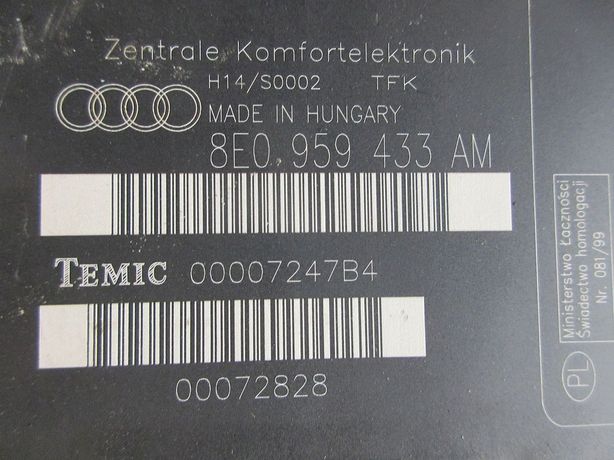 Zentrale Komfortelektronik
H14/S0002 TFK
MADE IN HUNGARY
8E0 959 433 AM
TEMIC 00007247B4
00072828
PL
Ministerstwo Łączności
Świadectwo homologacji
Nr. 081/99